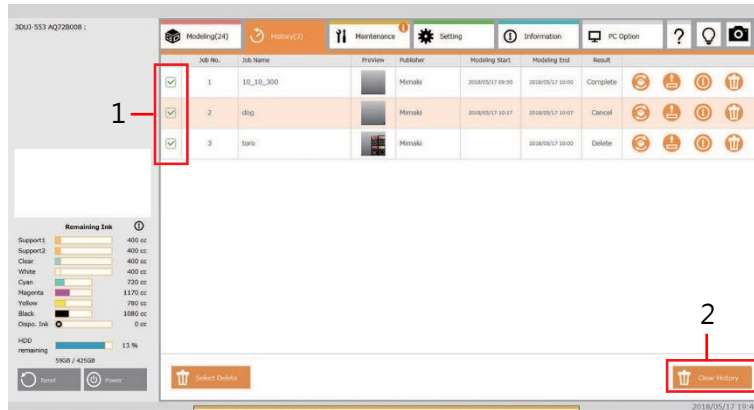 3DUJ-553 AQ728008 :
Modeling(24)
History(3)
Maintenance
Setting
Information
PC Option
?
Job No. Job Name Preview Publisher Modeling Start Modeling End Result
1 10_10_300 Mimaki 2018/05/17 09:50 2018/05/17 10:00 Complete
2 dog Mimaki 2018/05/17 10:17 2018/05/17 10:07 Cancel
3 toro Mimaki 2018/05/17 10:00 Delete
1
Remaining Ink
Support1 400 cc
Support2 400 cc
Clear 400 cc
White 400 cc
Cyan 720 cc
Magenta 1170 cc
Yellow 780 cc
Black 1080 cc
Dispo. Ink 0 cc
HDD
remaining
13 %
59GB / 425GB
Reset
Power
Select Delete
2
Clear History
2018/05/17 19:4